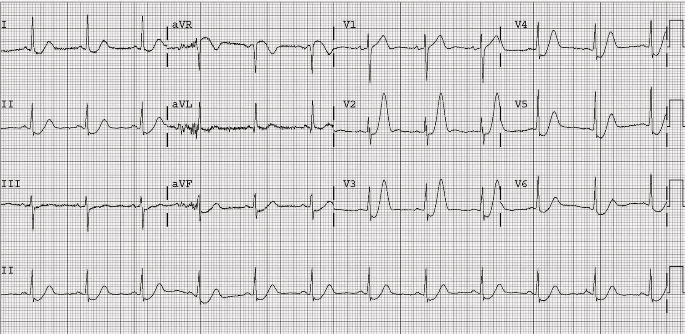 I aVR V1 V4
II aVL V2 V5
III aVF V3 V6
II